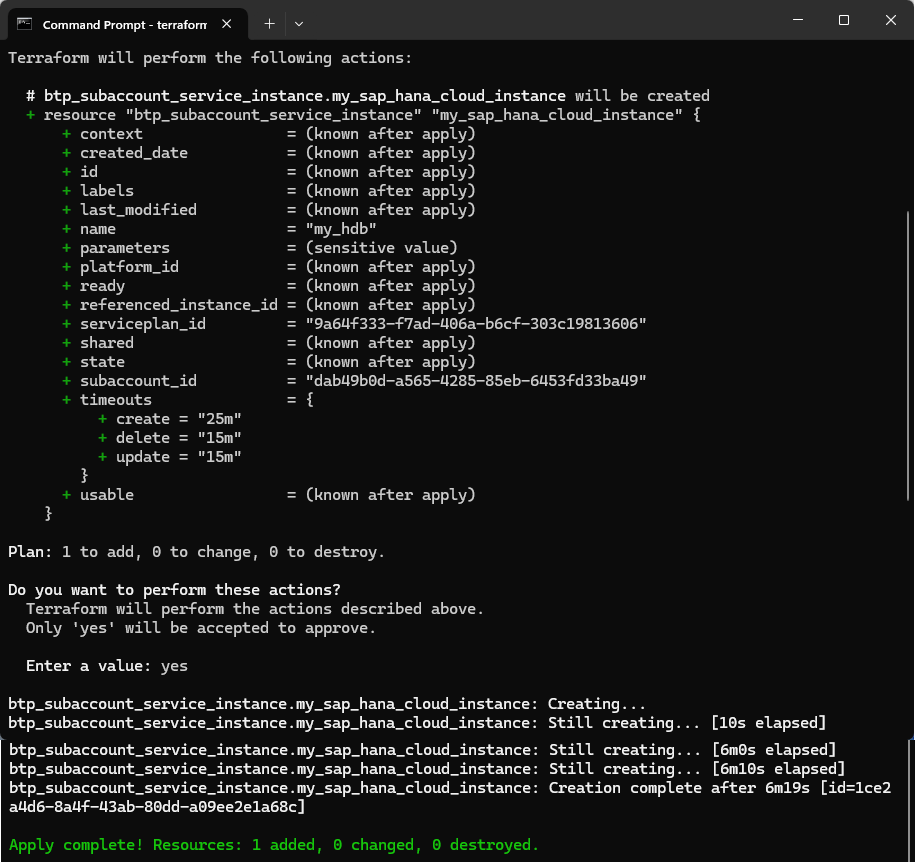 Command Prompt - terraform
Terraform will perform the following actions:
# btp_subaccount_service_instance.my_sap_hana_cloud_instance will be created
+ resource "btp_subaccount_service_instance" "my_sap_hana_cloud_instance" {
+ context = (known after apply)
+ created_date = (known after apply)
+ id = (known after apply)
+ labels = (known after apply)
+ last_modified = (known after apply)
+ name = "my_hdb"
+ parameters = (sensitive value)
+ platform_id = (known after apply)
+ ready = (known after apply)
+ referenced_instance_id = (known after apply)
+ serviceplan_id = "9a64f333-f7ad-406a-b6cf-303c19813606"
+ shared = (known after apply)
+ state = (known after apply)
+ subaccount_id = "dab49b0d-a565-4285-85eb-6453fd33ba49"
+ timeouts = {
+ create = "25m"
+ delete = "15m"
+ update = "15m"
}
+ usable = (known after apply)
}
Plan: 1 to add, 0 to change, 0 to destroy.
Do you want to perform these actions?
Terraform will perform the actions described above.
Only 'yes' will be accepted to approve.
Enter a value: yes
btp_subaccount_service_instance.my_sap_hana_cloud_instance: Creating...
btp_subaccount_service_instance.my_sap_hana_cloud_instance: Still creating... [10s elapsed]
btp_subaccount_service_instance.my_sap_hana_cloud_instance: Still creating... [6m0s elapsed]
btp_subaccount_service_instance.my_sap_hana_cloud_instance: Still creating... [6m10s elapsed]
btp_subaccount_service_instance.my_sap_hana_cloud_instance: Creation complete after 6m19s [id=1ce2
a4d6-8a4f-43ab-80dd-a09ee2e1a68c]
Apply complete! Resources: 1 added, 0 changed, 0 destroyed.